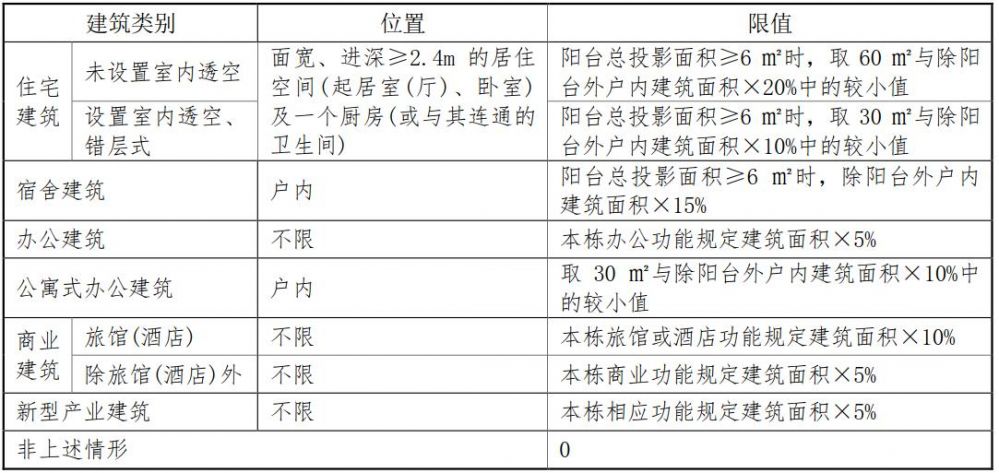 建筑类别 位置 限值
住宅建筑
未设置室内透空
面宽、进深≥2.4m 的居住
空间(起居室(厅)、卧室)
及一个厨房(或与其连通的
卫生间)
阳台总投影面积≥6 ㎡时，取 60 ㎡与除阳
台外户内建筑面积×20%中的较小值
设置室内透空、
错层式
阳台总投影面积≥6 ㎡时，取 30 ㎡与除阳
台外户内建筑面积×10%中的较小值
宿舍建筑 户内
阳台总投影面积≥6 ㎡时，除阳台外户内
建筑面积×15%
办公建筑 不限 本栋办公功能规定建筑面积×5%
公寓式办公建筑 户内
取 30 ㎡与除阳台外户内建筑面积×10%中
的较小值
商业
建筑
旅馆(酒店) 不限 本栋旅馆或酒店功能规定建筑面积×10%
除旅馆(酒店)外 不限 本栋商业功能规定建筑面积×5%
新型产业建筑 不限 本栋相应功能规定建筑面积×5%
非上述情形 0